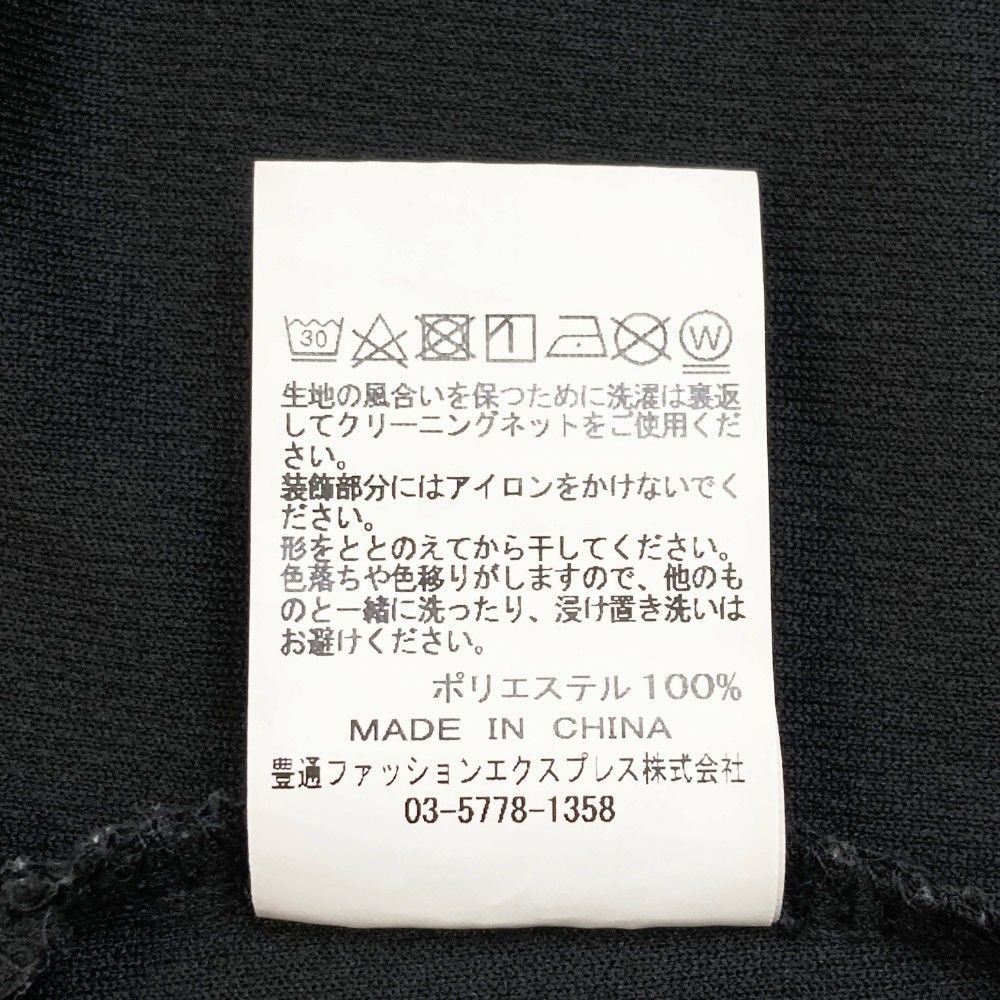 30 1 W
生地の風合いを保つために洗濯は裏返
してクリーニングネットをご使用くだ
さい。
装飾部分にはアイロンをかけないでく
ださい。
形をととのえてから干してください。
色落ちや色移りがしますので、他のも
のと一緒に洗ったり、浸け置き洗いは
お避けください。
ポリエステル 100%
MADE IN CHINA
豊通ファッションエクスプレス株式会社
03-5778-1358